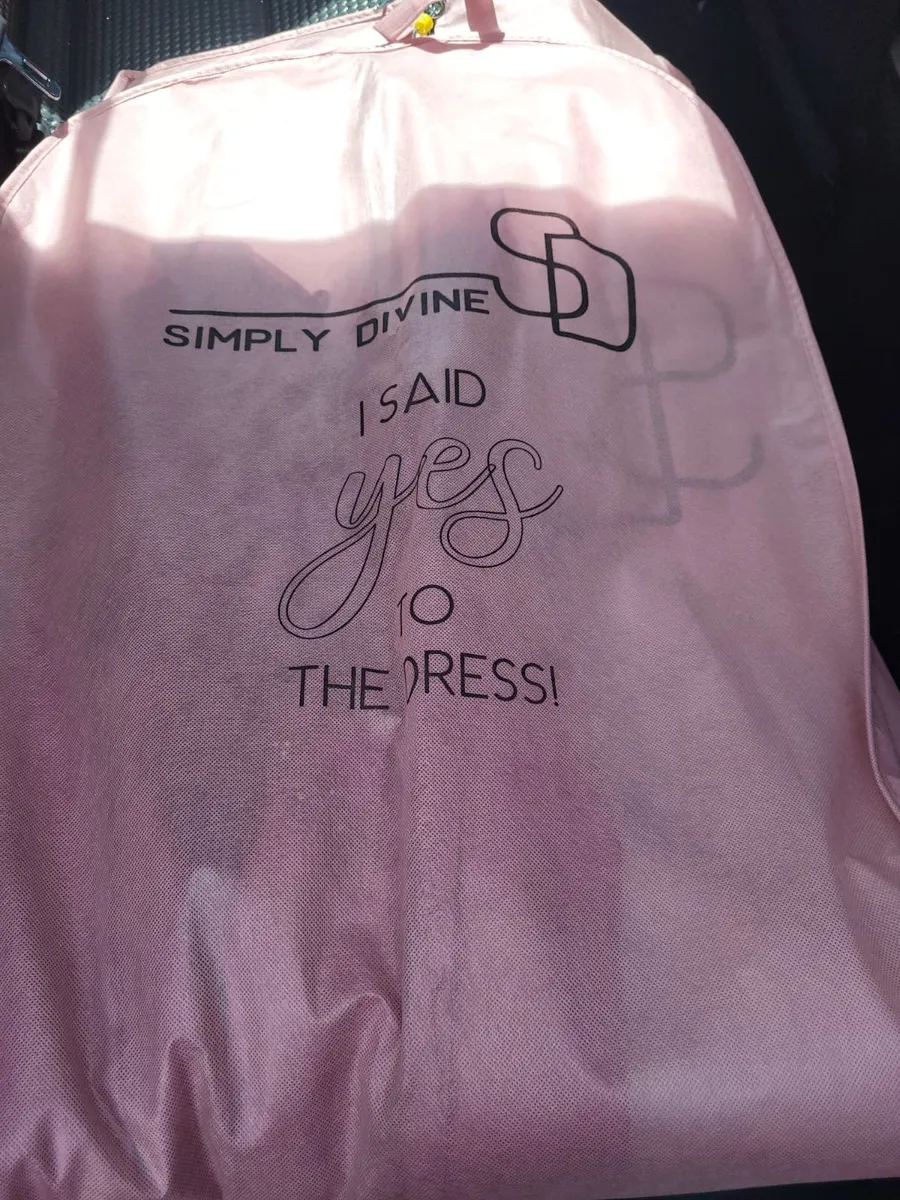 SD
SIMPLY DIVINE
I SAID
yes
TO
THE DRESS!